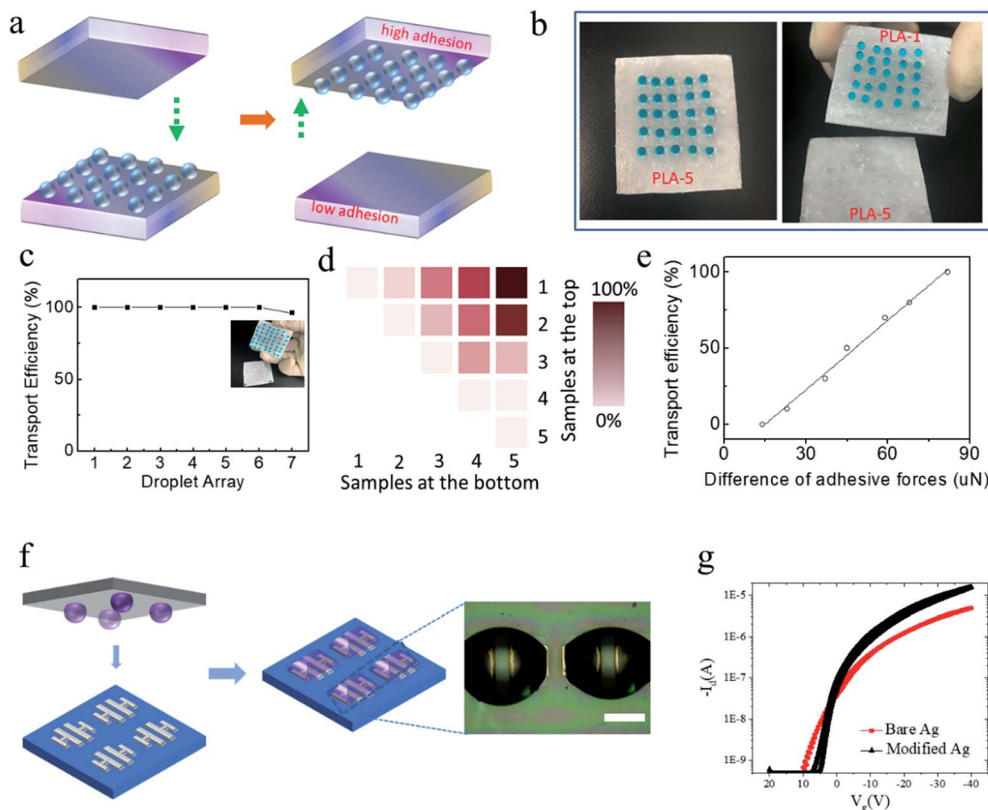 a
high adhesion
low adhesion
b
PLA-5
PLA-1
PLA-5
c
Transport Efficiency (%)
100
50
0
1 2 3 4 5 6 7
Droplet Array
d
1
2
3
4
5
Samples at the top
100%
0%
1 2 3 4 5
Samples at the bottom
e
Transport efficiency (%)
100
50
0
0 30 60 90
Difference of adhesive forces (uN)
f
g
-Id(A)
1E-5
1E-6
1E-7
1E-8
1E-9
Bare Ag
Modified Ag
20 10 0 -10 -20 -30 -40
Vg(V)